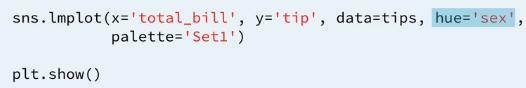 sns.lmplot(x='total_bill', y='tip', data=tips, hue='sex',
           palette='Set1')
plt.show()